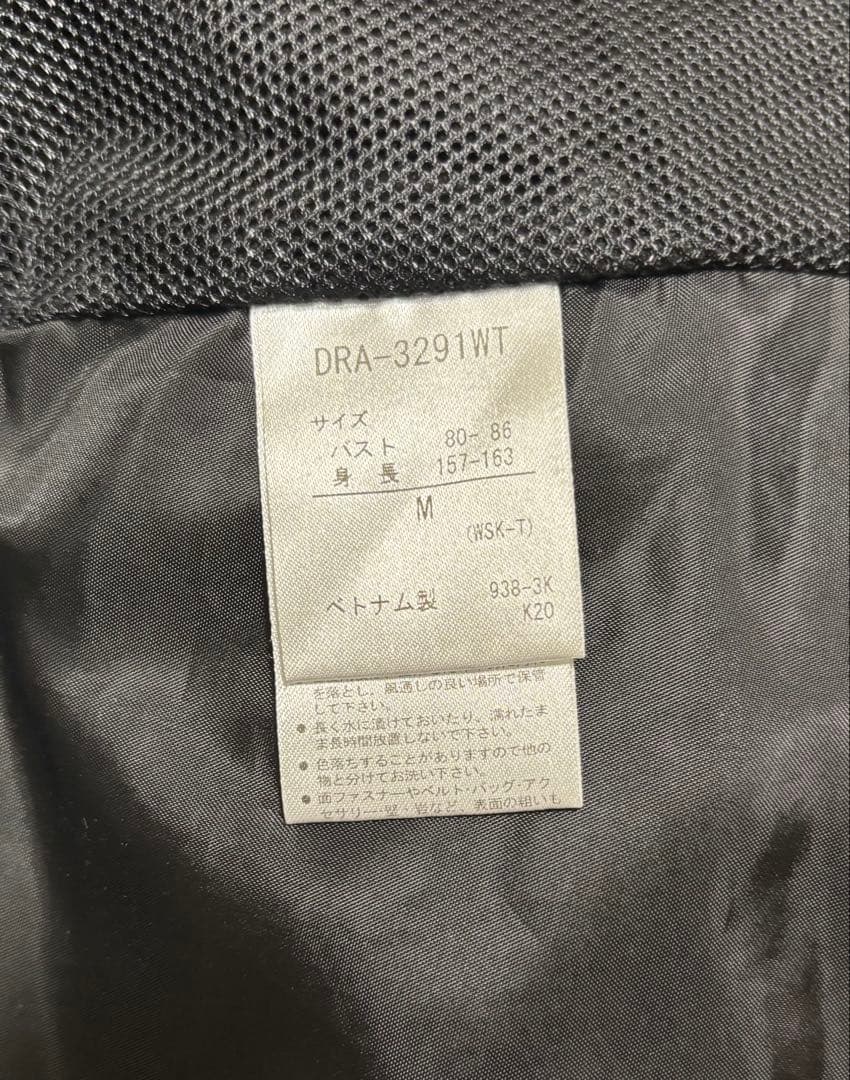 DRA-3291WT
サイズ
バスト 80- 86
身 長 157-163
M
(WSK-T)
ベトナム製 938-3K
K20
を落とし、風通しの良い場所で保管
して下さい。
● 長く水に漬けておいたり、濡れたま
ま長時間放置しないで下さい。
● 色落ちすることがありますので他の
物と分けてお洗い下さい。
● 面ファスナーやベルト・バッグ・アク
セサリー・壁・岩など、表面の粗いも